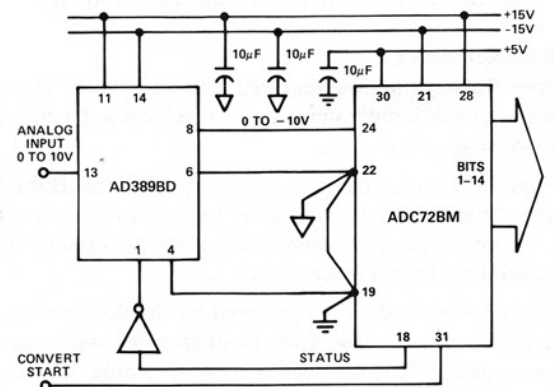 +15V
-15V
+5V
10μF
10μF
10μF
11
14
30
21
28
ANALOG
INPUT
0 TO 10V
13
8
0 TO -10V
24
AD389BD
6
22
BITS
1-14
ADC72BM
1
4
19
18
31
STATUS
CONVERT
START